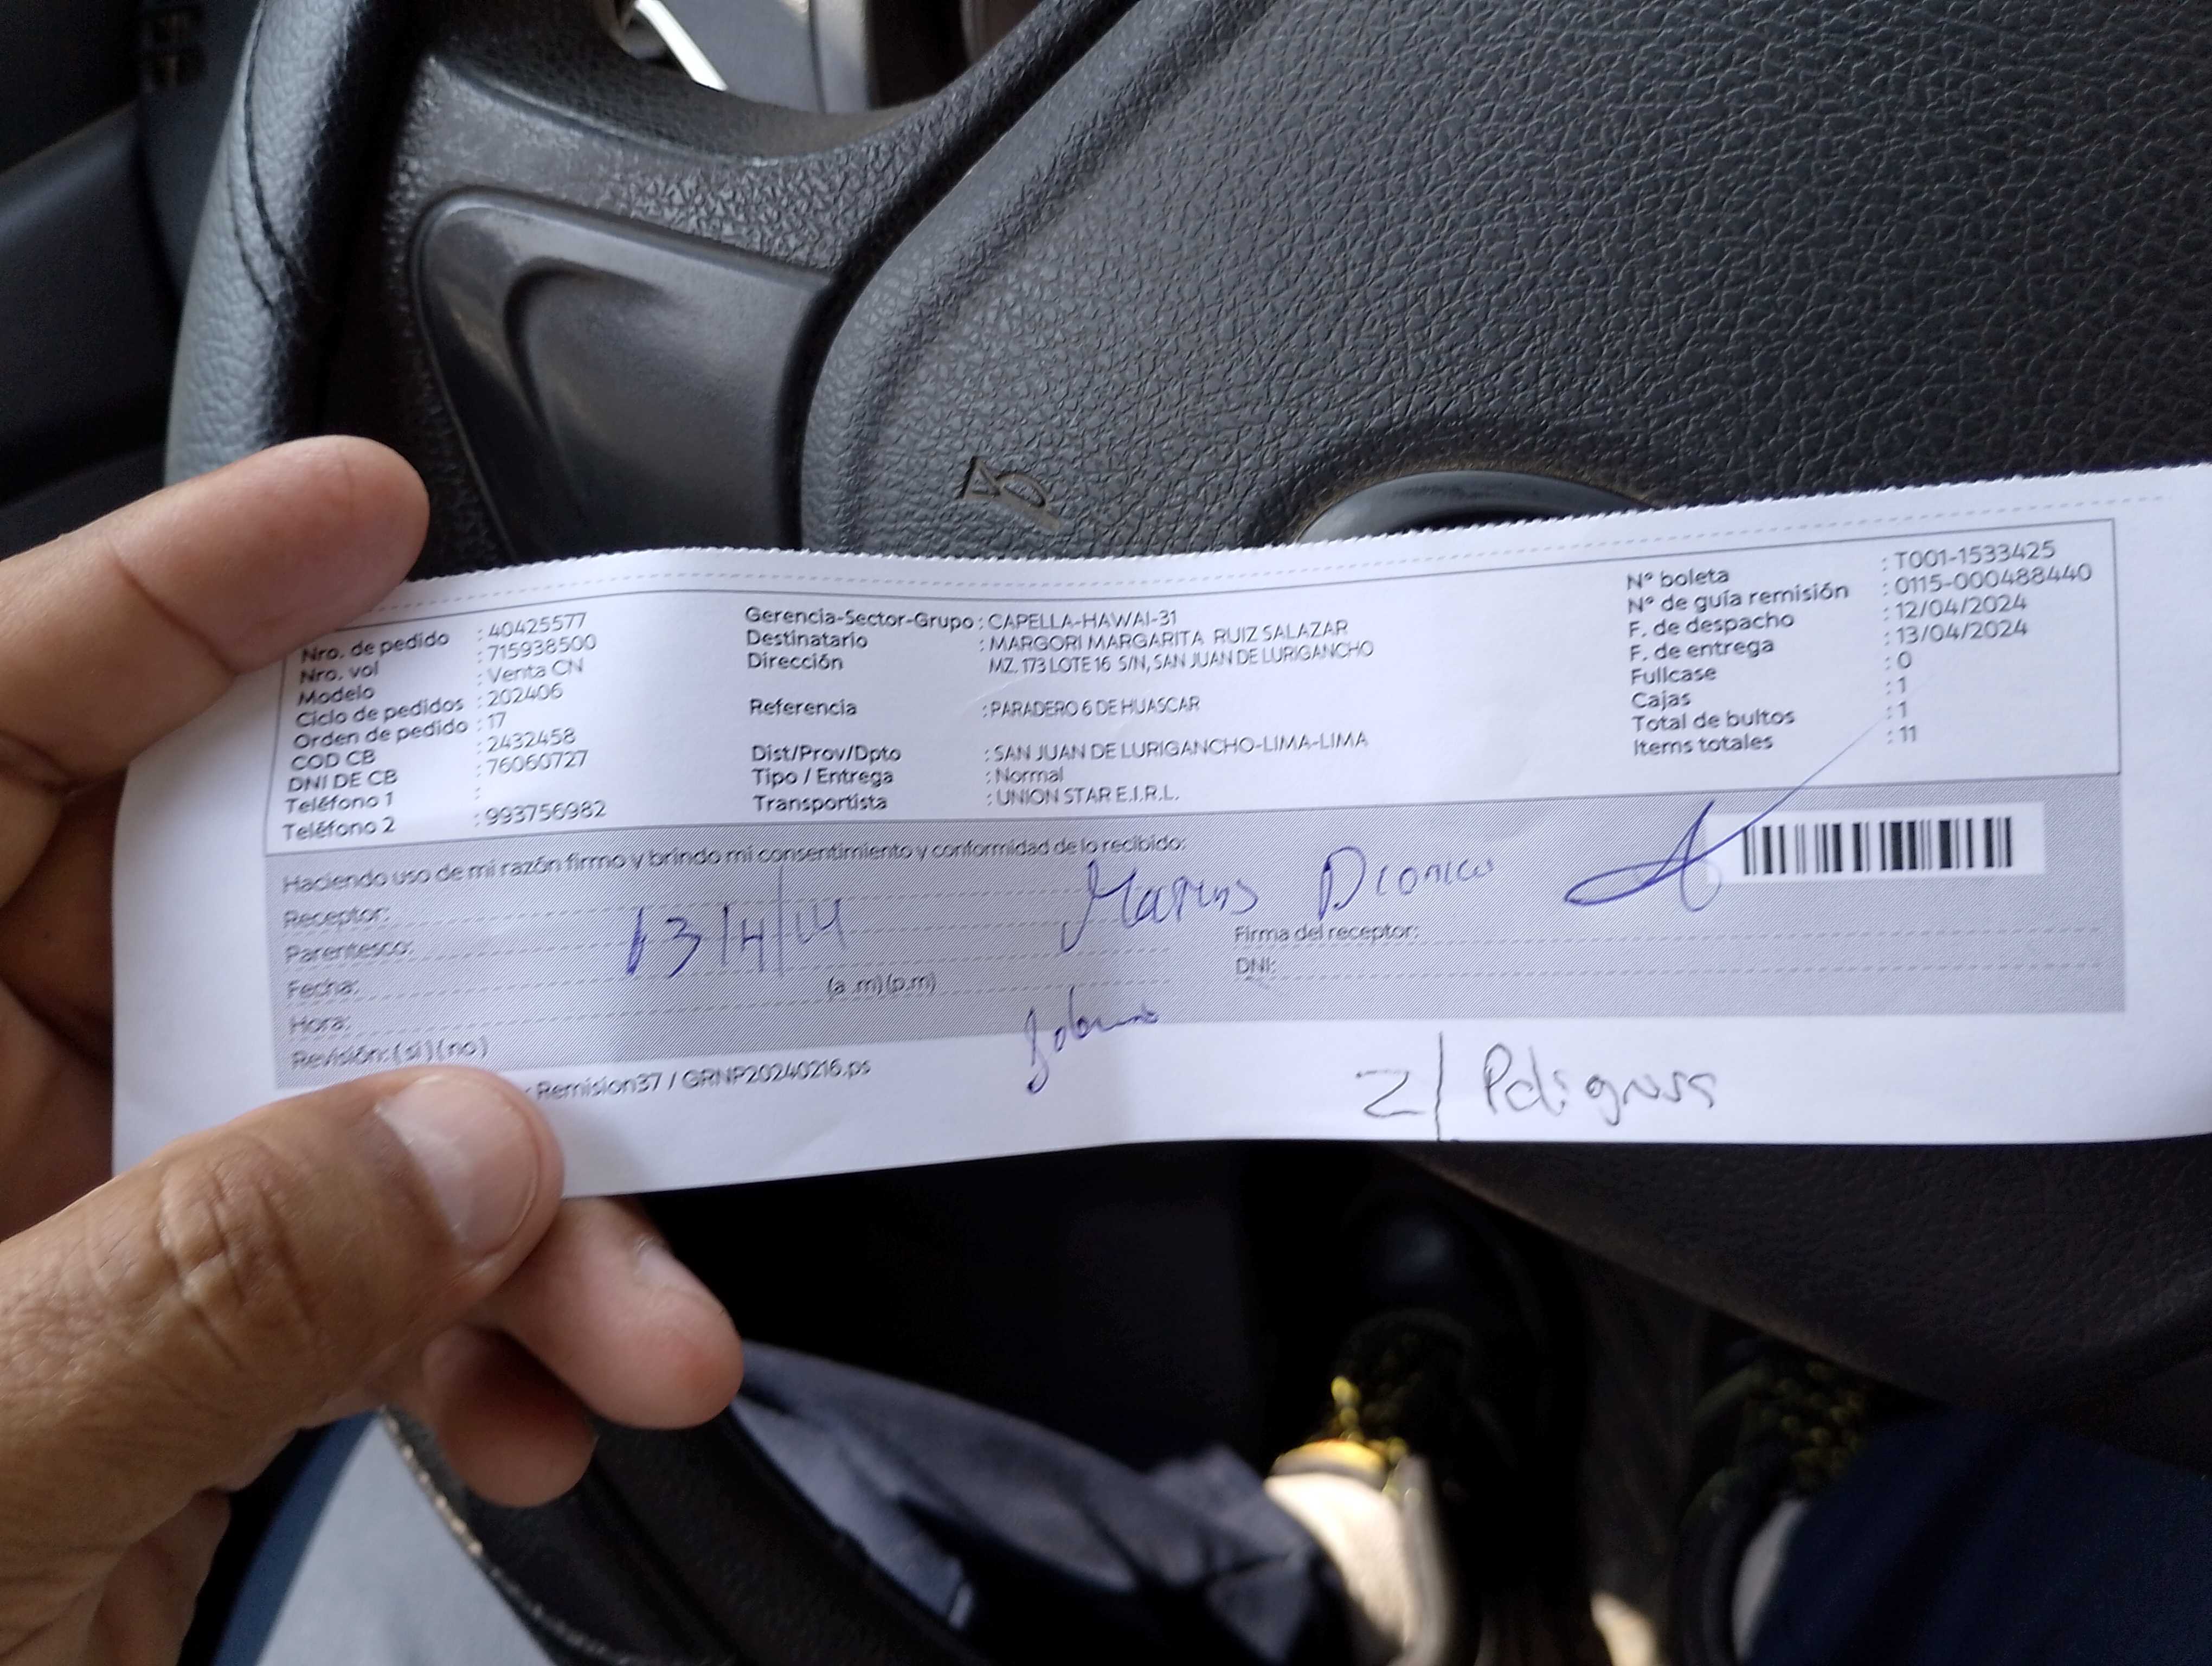 Nro. de pedido : 40425577
Nro. vol : 715938500
Modelo : Venta CN
Ciclo de pedidos : 202406
Orden de pedido : 17
COD CB : 2432458
DNI DE CB : 76060727
Teléfono 1 :
Teléfono 2 : 993756982
Gerencia-Sector-Grupo : CAPELLA-HAWAI-31
Destinatario : MARGORI MARGARITA RUIZ SALAZAR
Dirección MZ. 173 LOTE 16 S/N, SAN JUAN DE LURIGANCHO
Referencia : PARADERO 6 DE HUASCAR
Dist/Prov/Dpto : SAN JUAN DE LURIGANCHO-LIMA-LIMA
Tipo / Entrega : Normal
Transportista : UNION STAR E.I.R.L.
N° boleta : T001-1533425
N° de guía remisión : 0115-000488440
F. de despacho : 12/04/2024
F. de entrega : 13/04/2024
Fullcase : 0
Cajas : 1
Total de bultos : 1
Items totales : 11
Haciendo uso de mi razón firmo y brindo mi consentimiento y conformidad de lo recibido:
Receptor:
Parentesco:
Fecha:
Hora: (a .m) (p.m)
Revisión: (si) (no)
Firma del receptor:
DNI:
Remision37 / GRNP20240216.ps